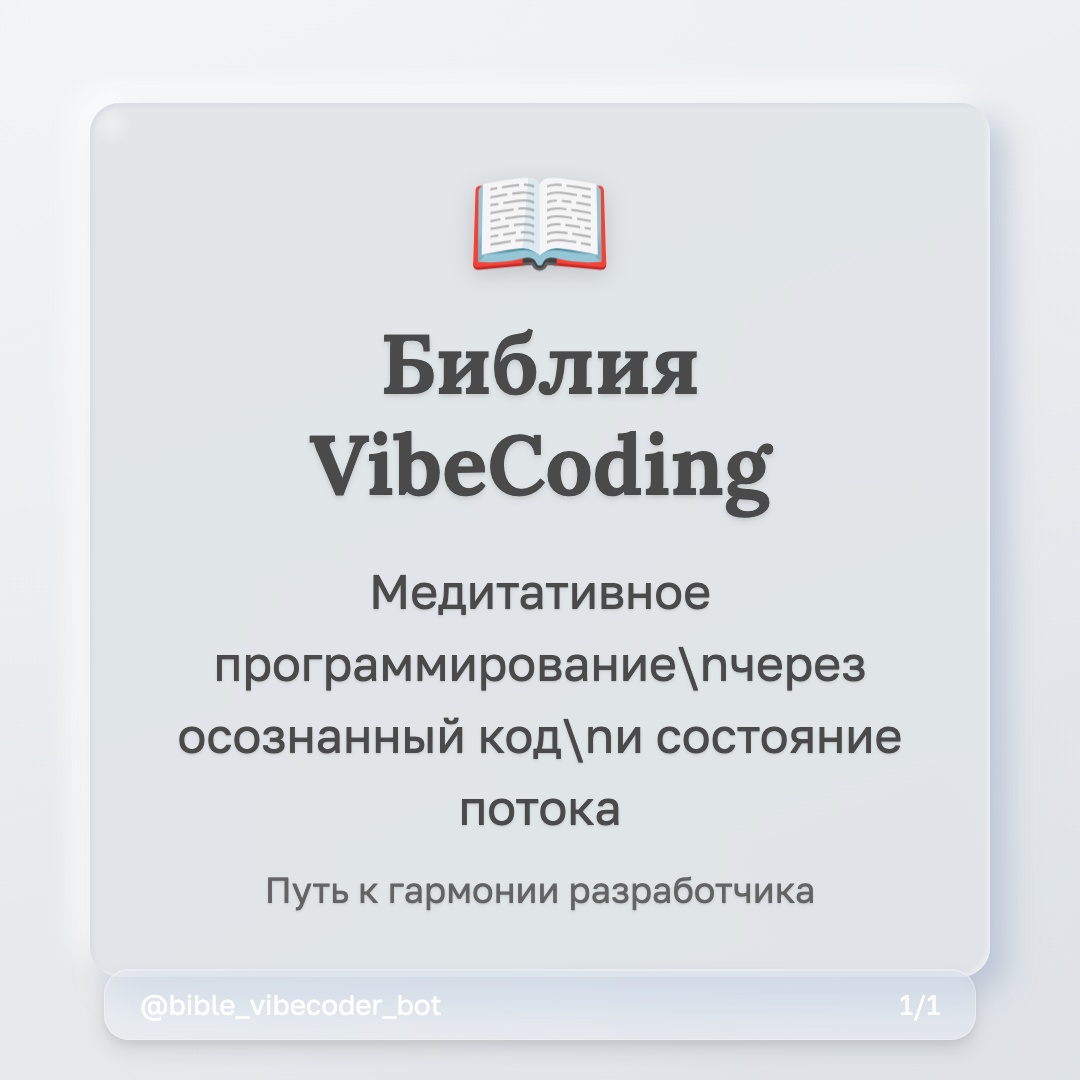 Библия
VibeCoding
Медитативное
программирование\nчерез
осознанный код\nи состояние
потока
Путь к гармонии разработчика
@bible_vibecoder_bot
1/1